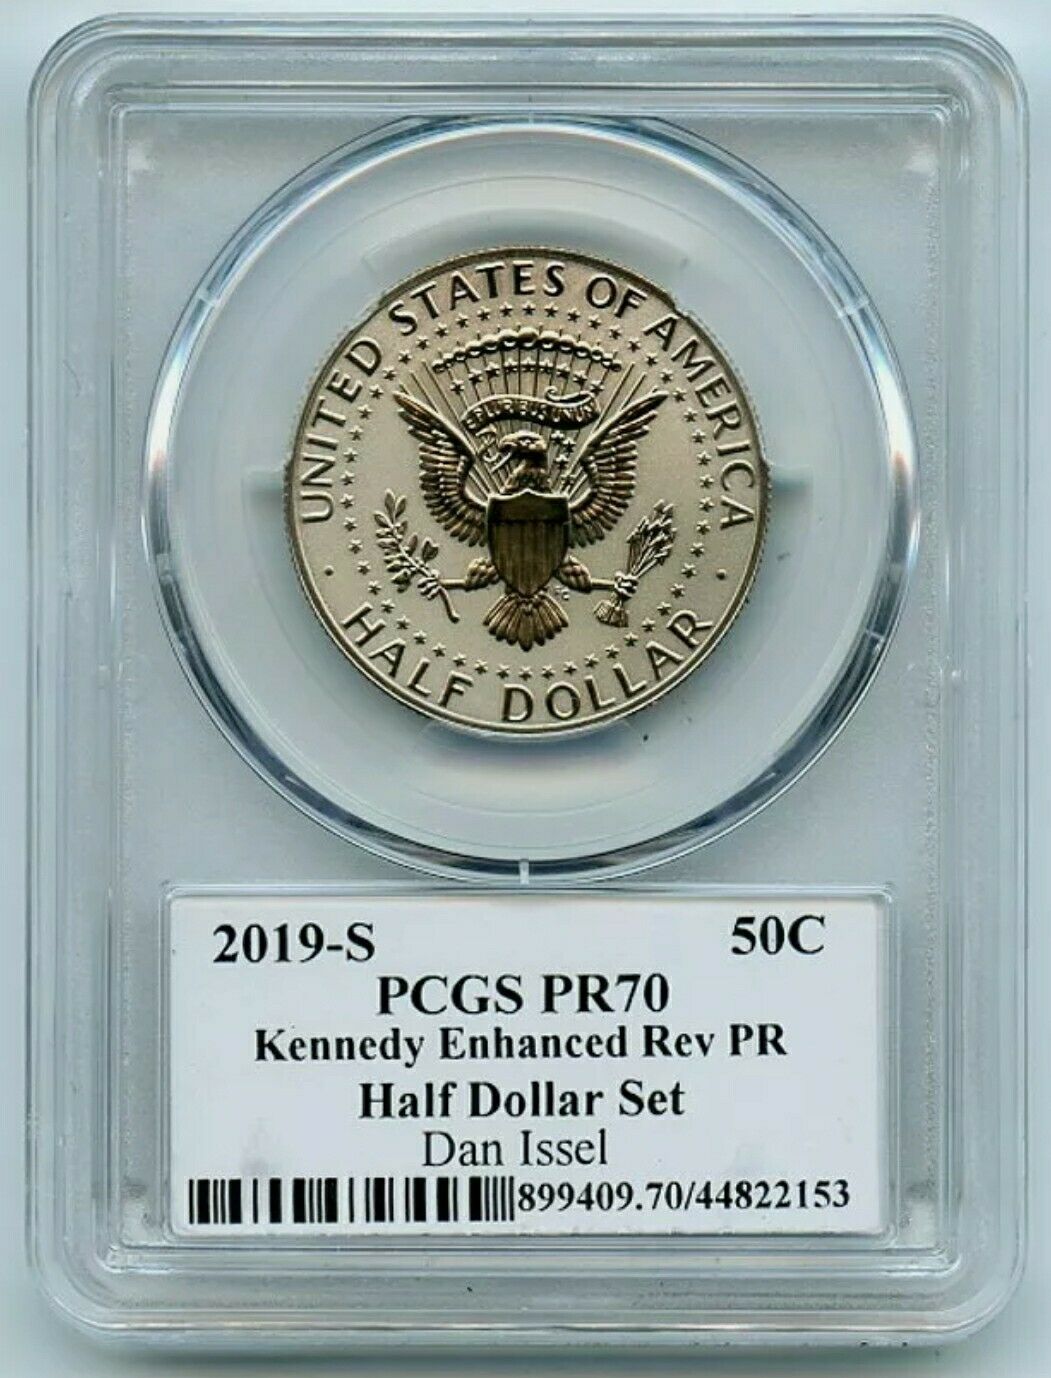 UNITED STATES OF AMERICA
E PLURIBUS UNUM
FG
· HALF DOLLAR ·
2019-S 50C
PCGS PR70
Kennedy Enhanced Rev PR
Half Dollar Set
Dan Issel
899409.70/44822153